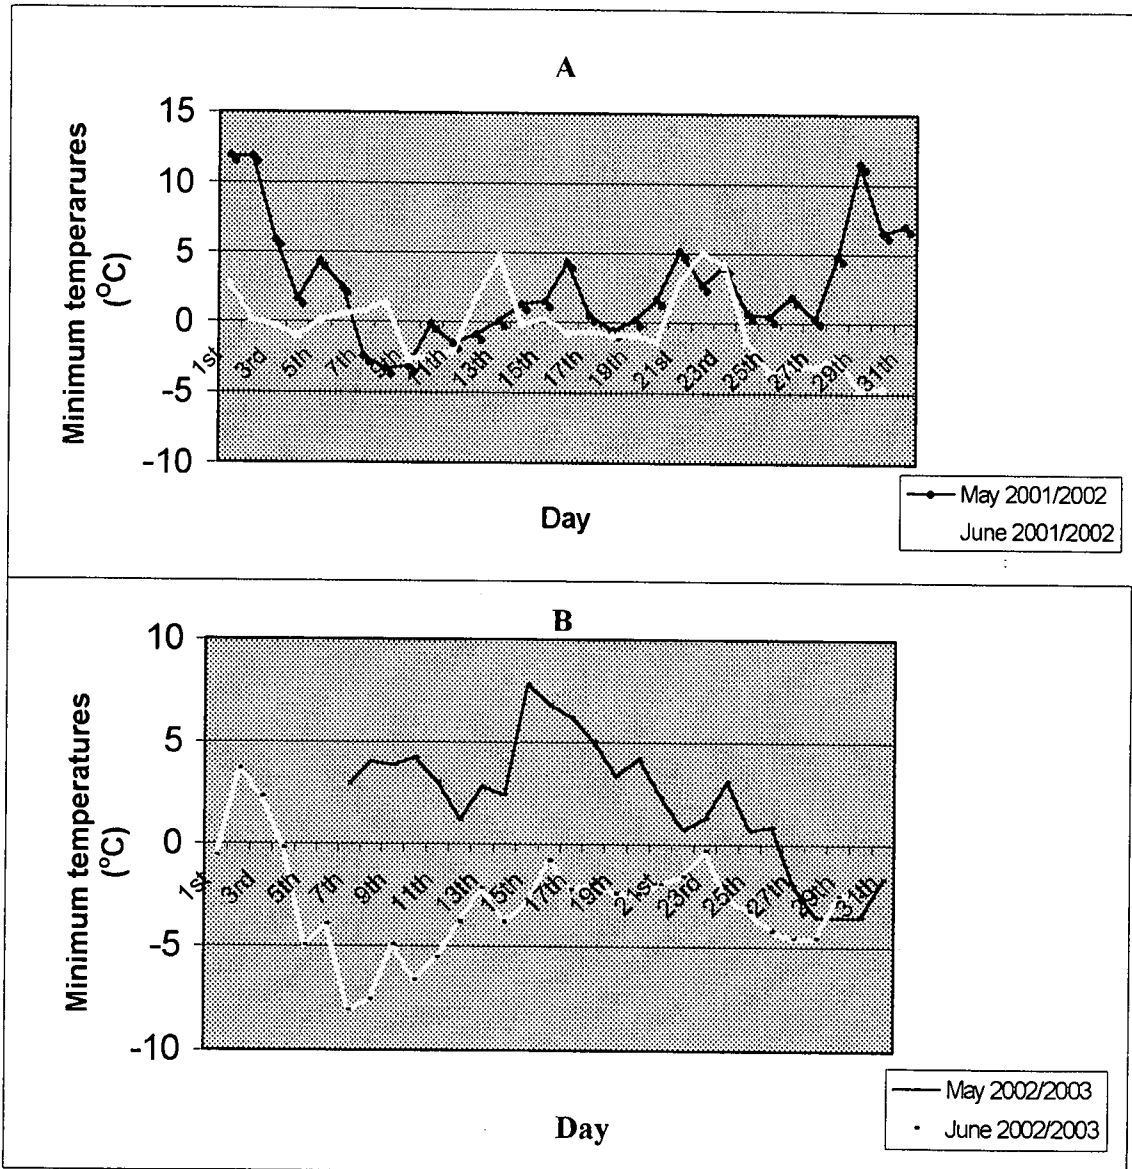 A
Minimum temperarures
(°C)
15
10
5
0
-5
-10
1st 3rd 5th 7th 9th 11th 13th 15th 17th 19th 21st 23rd 25th 27th 29th 31th
Day
May 2001/2002
June 2001/2002
B
Minimum temperatures
(°C)
10
5
0
-5
-10
1st 3rd 5th 7th 9th 11th 13th 15th 17th 19th 21st 23rd 25th 27th 29th 31th
Day
May 2002/2003
June 2002/2003